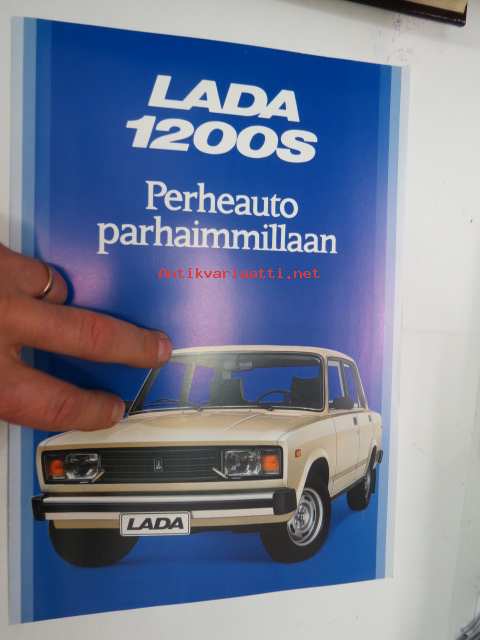 LADA
1200S
Perheauto
parhaimmillaan
Antikvariaatti.net
LADA